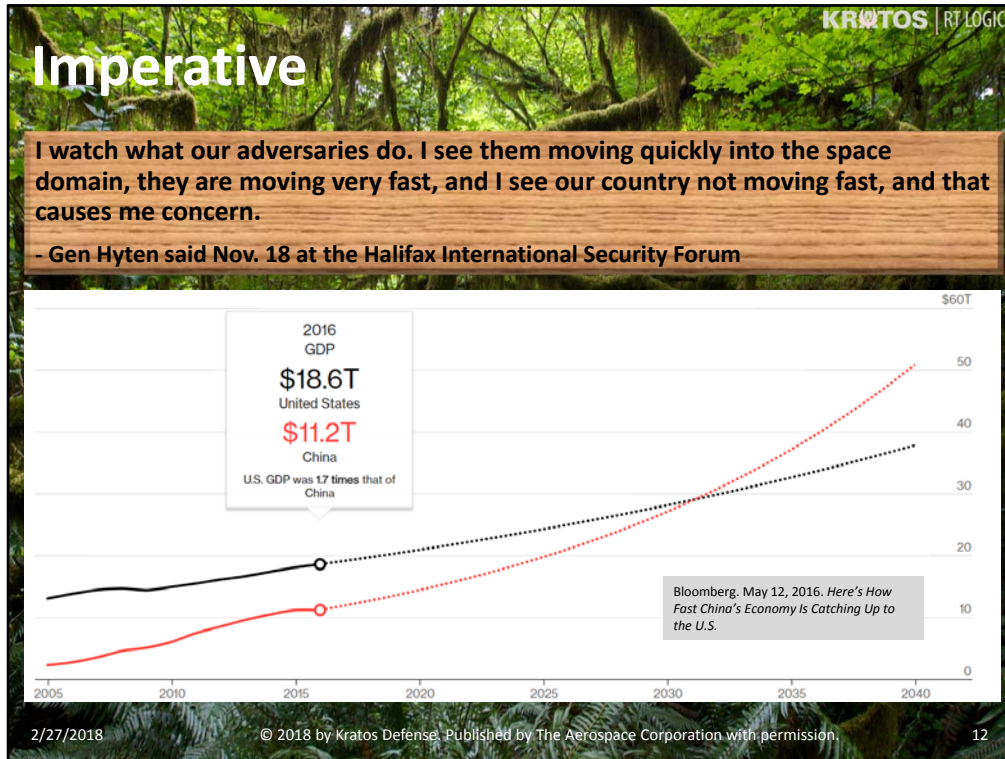 KRATOS | RT LOGIC
Imperative
I watch what our adversaries do. I see them moving quickly into the space
domain, they are moving very fast, and I see our country not moving fast, and that
causes me concern.
- Gen Hyten said Nov. 18 at the Halifax International Security Forum
$60T
2016
GDP
$18.6T
United States
$11.2T
China
U.S. GDP was 1.7 times that of
China
50
40
30
20
10
0
Bloomberg. May 12, 2016. Here's How
Fast China's Economy Is Catching Up to
the U.S.
2005 2010 2015 2020 2025 2030 2035 2040
2/27/2018 © 2018 by Kratos Defense. Published by The Aerospace Corporation with permission. 12